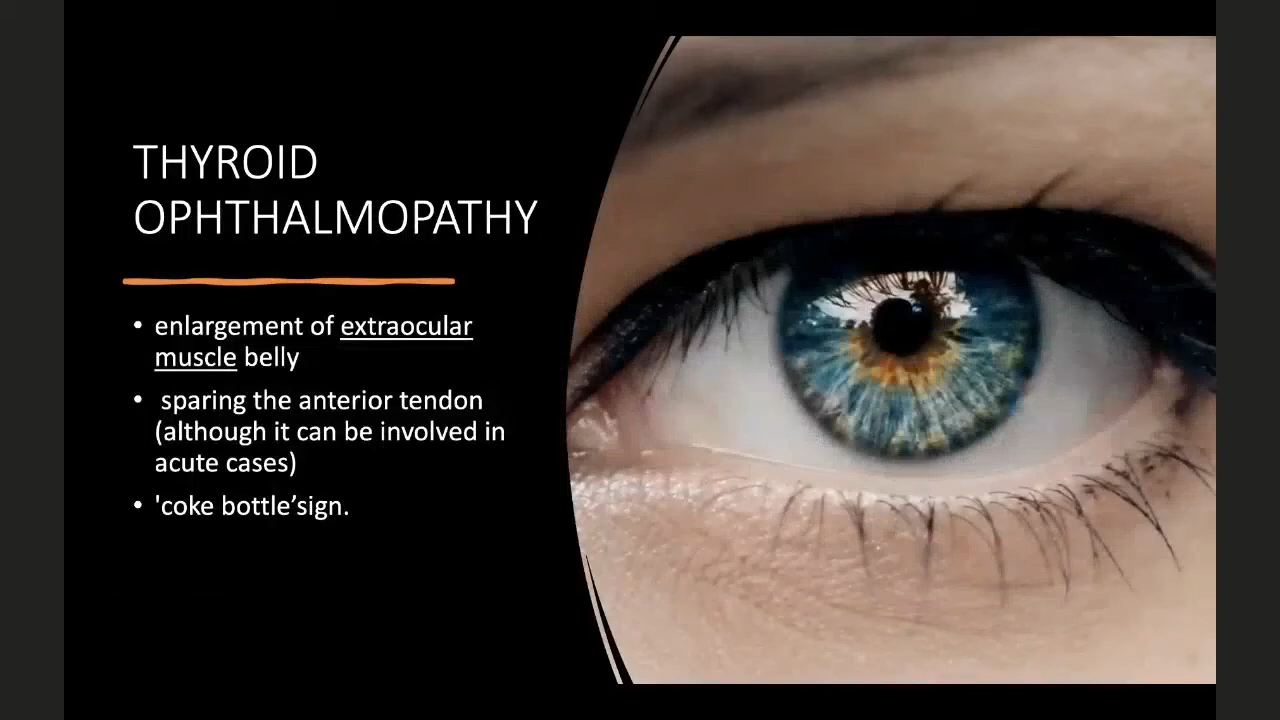 THYROID
OPHTHALMOPATHY
• enlargement of extraocular
muscle belly
• sparing the anterior tendon
(although it can be involved in
acute cases)
• 'coke bottle’sign.